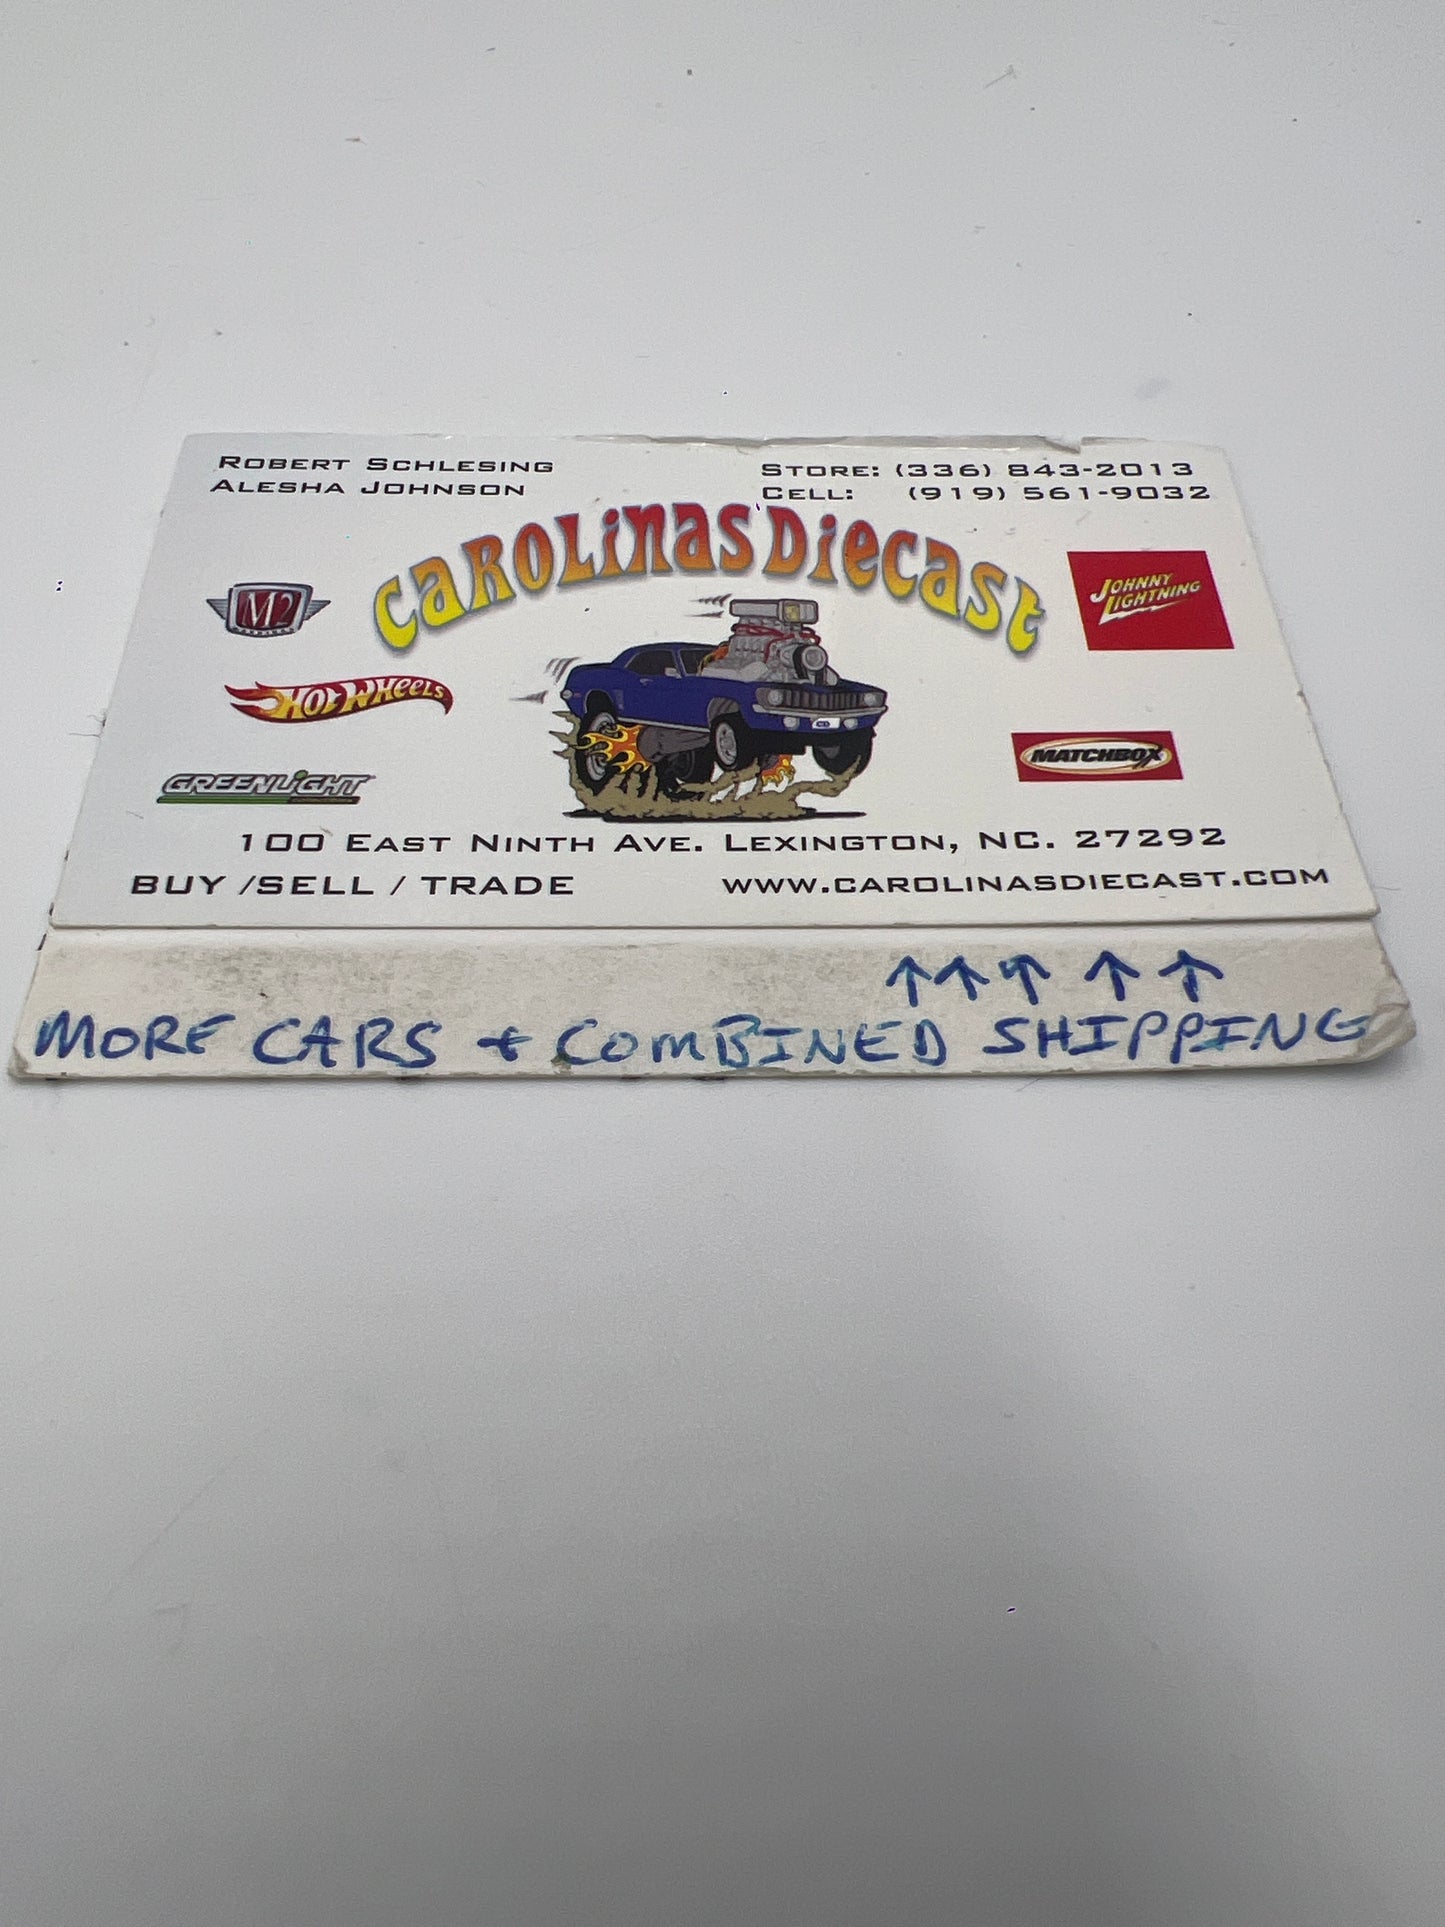 ROBERT SCHLESING
ALESHA JOHNSON
STORE: (336) 843-2013
CELL: (919) 561-9032
CAROLINAS DIECAST
M2
JOHNNY
LIGHTNING
HOT WHEELS
MATCHBOX
GREENLIGHT
100 EAST NINTH AVE. LEXINGTON, NC. 27292
BUY /SELL / TRADE
WWW.CAROLINASDIECAST.COM
↑ ↑ ↑ ↑ ↑
MORE CARS + COMBINED SHIPPING